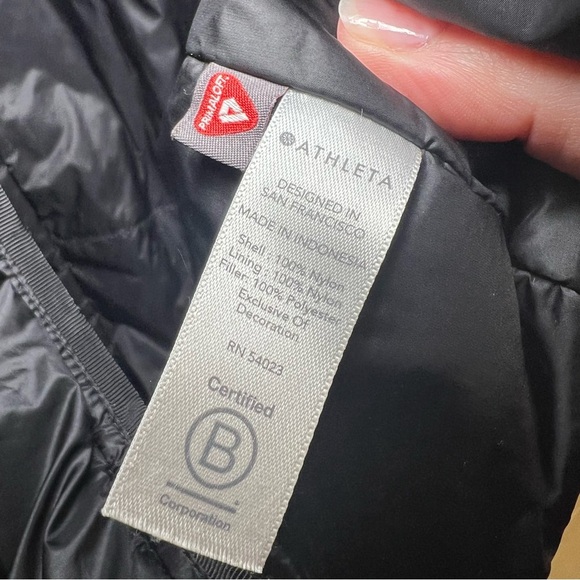 PRIMALOFT
ATHLETA
DESIGNED IN
SAN FRANCISCO
MADE IN INDONESIA
Shell : 100% Nylon
Lining : 100% Nylon
Filler: 100% Polyester
Exclusive Of
Decoration
RN 54023
Certified
B
Corporation